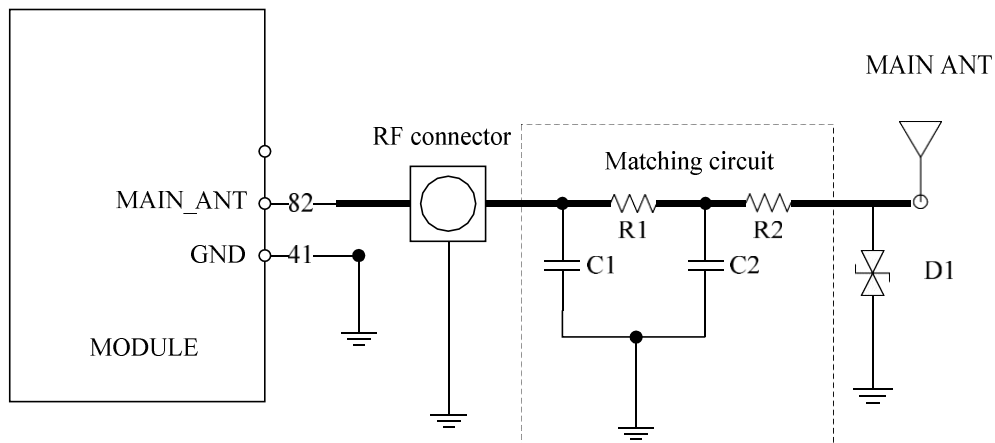 MAIN ANT
RF connector
Matching circuit
MAIN_ANT
82
R1
R2
GND
41
C1
C2
D1
MODULE